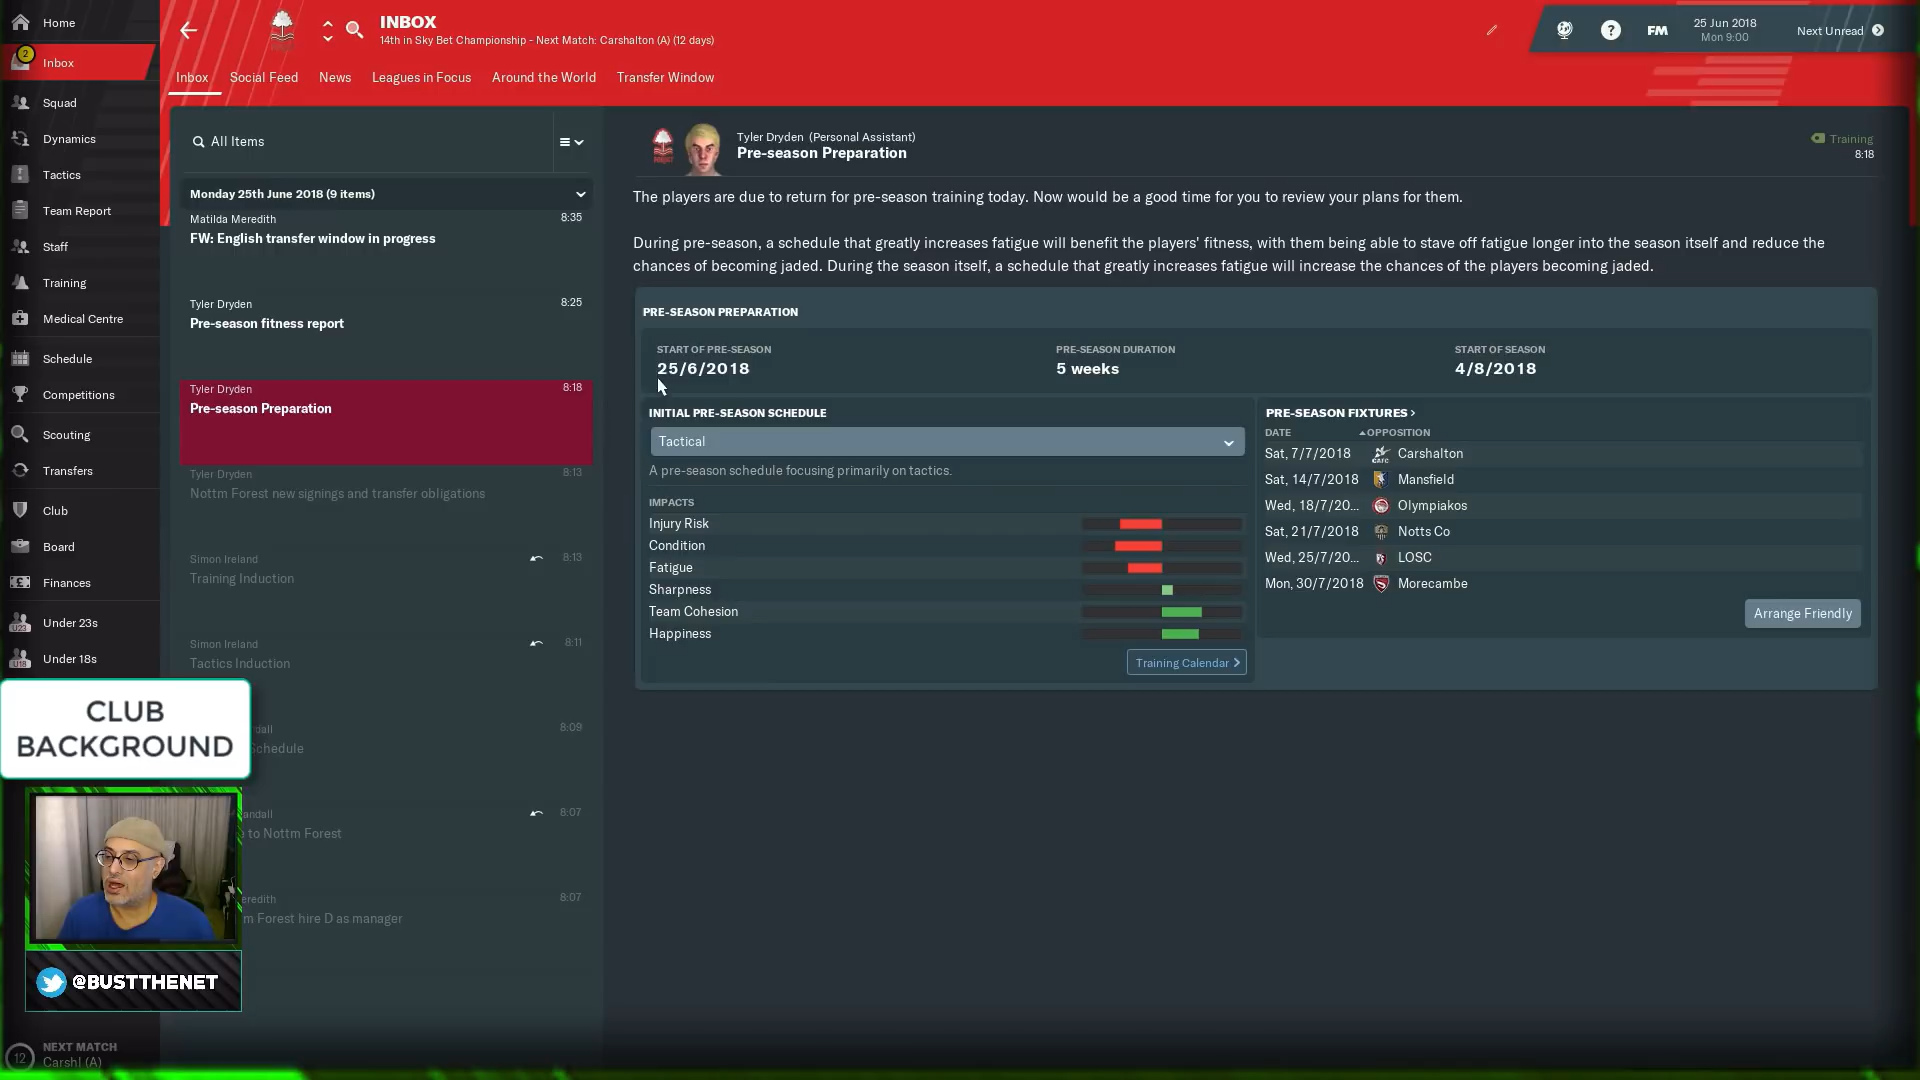 Home
2
Inbox
Squad
Dynamics
Tactics
Team Report
Staff
Training
Medical Centre
Schedule
Competitions
Scouting
Transfers
Club
Board
Finances
Under 23s
Under 18s
INBOX
14th in Sky Bet Championship - Next Match: Carshalton (A) (12 days)
FM
25 Jun 2018
Mon 9:00
Next Unread
Inbox
Social Feed
News
Leagues in Focus
Around the World
Transfer Window
All Items
Monday 25th June 2018 (9 items)
Matilda Meredith 8:35
FW: English transfer window in progress
Tyler Dryden 8:25
Pre-season fitness report
Tyler Dryden 8:18
Pre-season Preparation
Tyler Dryden 8:13
Nottm Forest new signings and transfer obligations
Simon Ireland 8:13
Training Induction
Simon Ireland 8:11
Tactics Induction
dall 8:09
Schedule
andall 8:07
to Nottm Forest
eredith 8:07
m Forest hire D as manager
Tyler Dryden (Personal Assistant)
Pre-season Preparation
Training
8:18
The players are due to return for pre-season training today. Now would be a good time for you to review your plans for them.
During pre-season, a schedule that greatly increases fatigue will benefit the players' fitness, with them being able to stave off fatigue longer into the season itself and reduce the
chances of becoming jaded. During the season itself, a schedule that greatly increases fatigue will increase the chances of the players becoming jaded.
PRE-SEASON PREPARATION
START OF PRE-SEASON
25/6/2018
PRE-SEASON DURATION
5 weeks
START OF SEASON
4/8/2018
INITIAL PRE-SEASON SCHEDULE
Tactical
A pre-season schedule focusing primarily on tactics.
IMPACTS
Injury Risk
Condition
Fatigue
Sharpness
Team Cohesion
Happiness
Training Calendar
PRE-SEASON FIXTURES
DATE OPPOSITION
Sat, 7/7/2018 Carshalton
Sat, 14/7/2018 Mansfield
Wed, 18/7/20... Olympiakos
Sat, 21/7/2018 Notts Co
Wed, 25/7/20... LOSC
Mon, 30/7/2018 Morecambe
Arrange Friendly
CLUB
BACKGROUND
@BUSTTHENET
NEXT MATCH
12
Carshl (A)